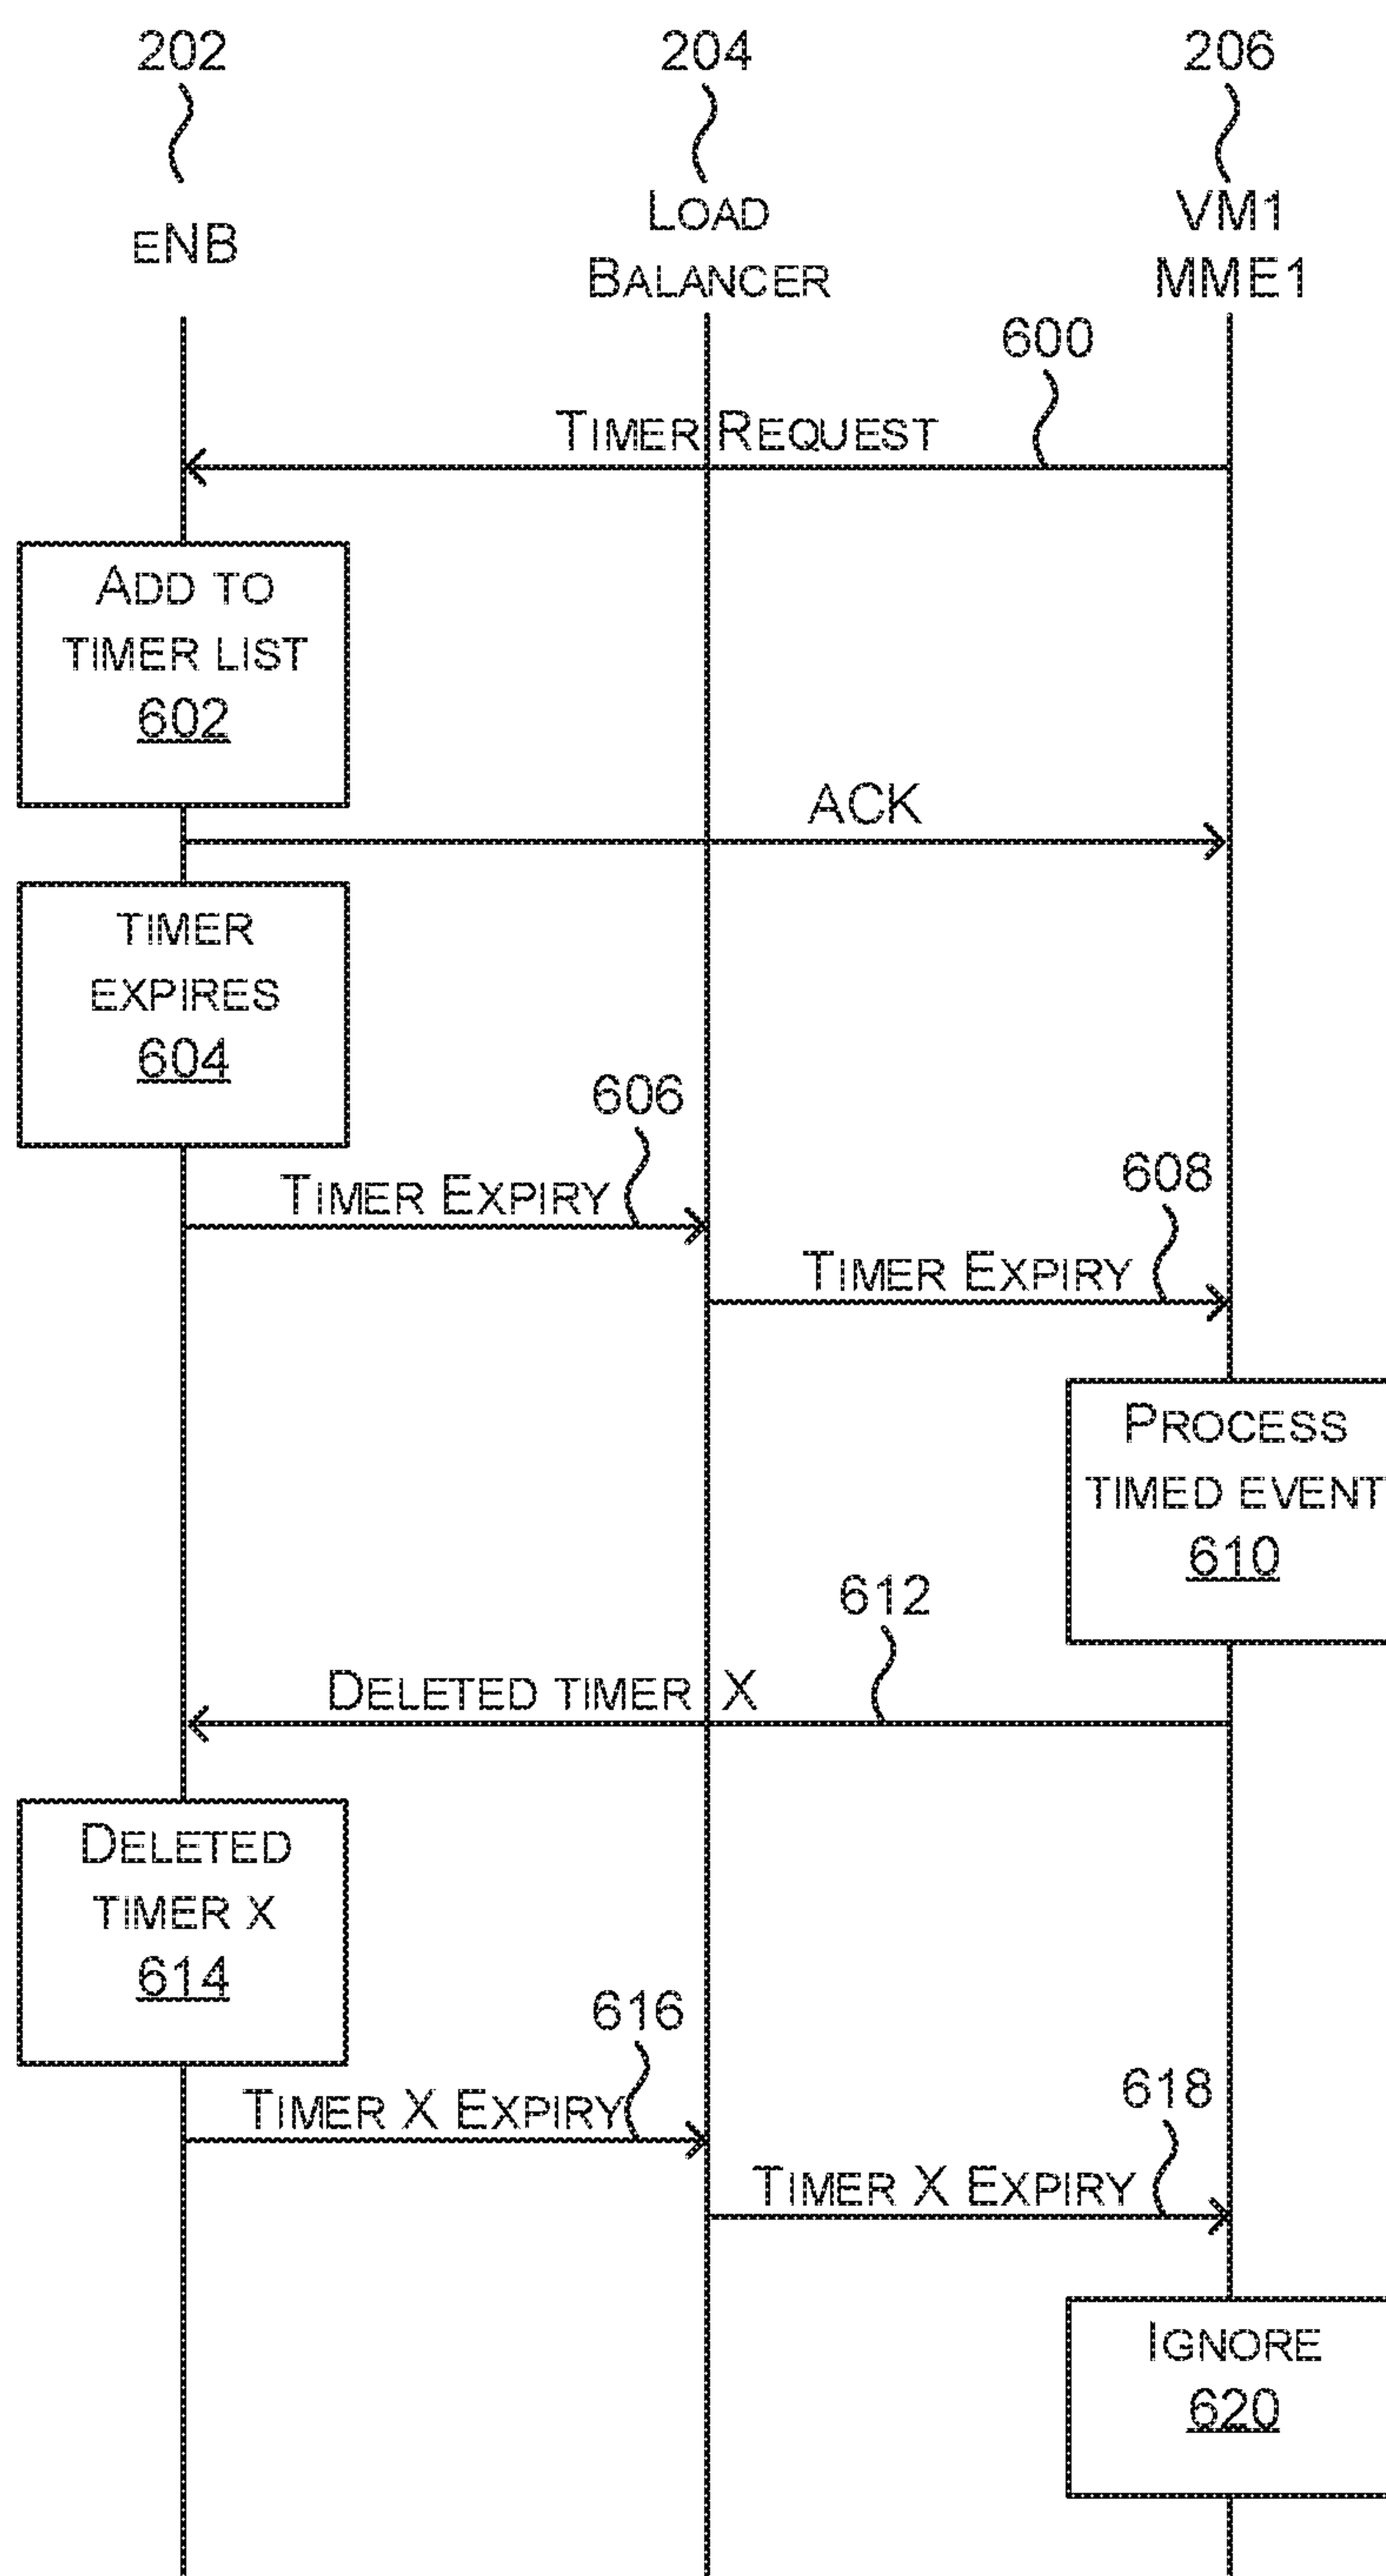 202
204
206
eNB
Load
Balancer
VM1
MME1
600
Timer Request
Add to
timer list
602
ACK
timer
expires
604
606
Timer Expiry
608
Timer Expiry
Process
timed event
610
612
Deleted timer X
Deleted
timer X
614
616
Timer X Expiry
618
Timer X Expiry
Ignore
620